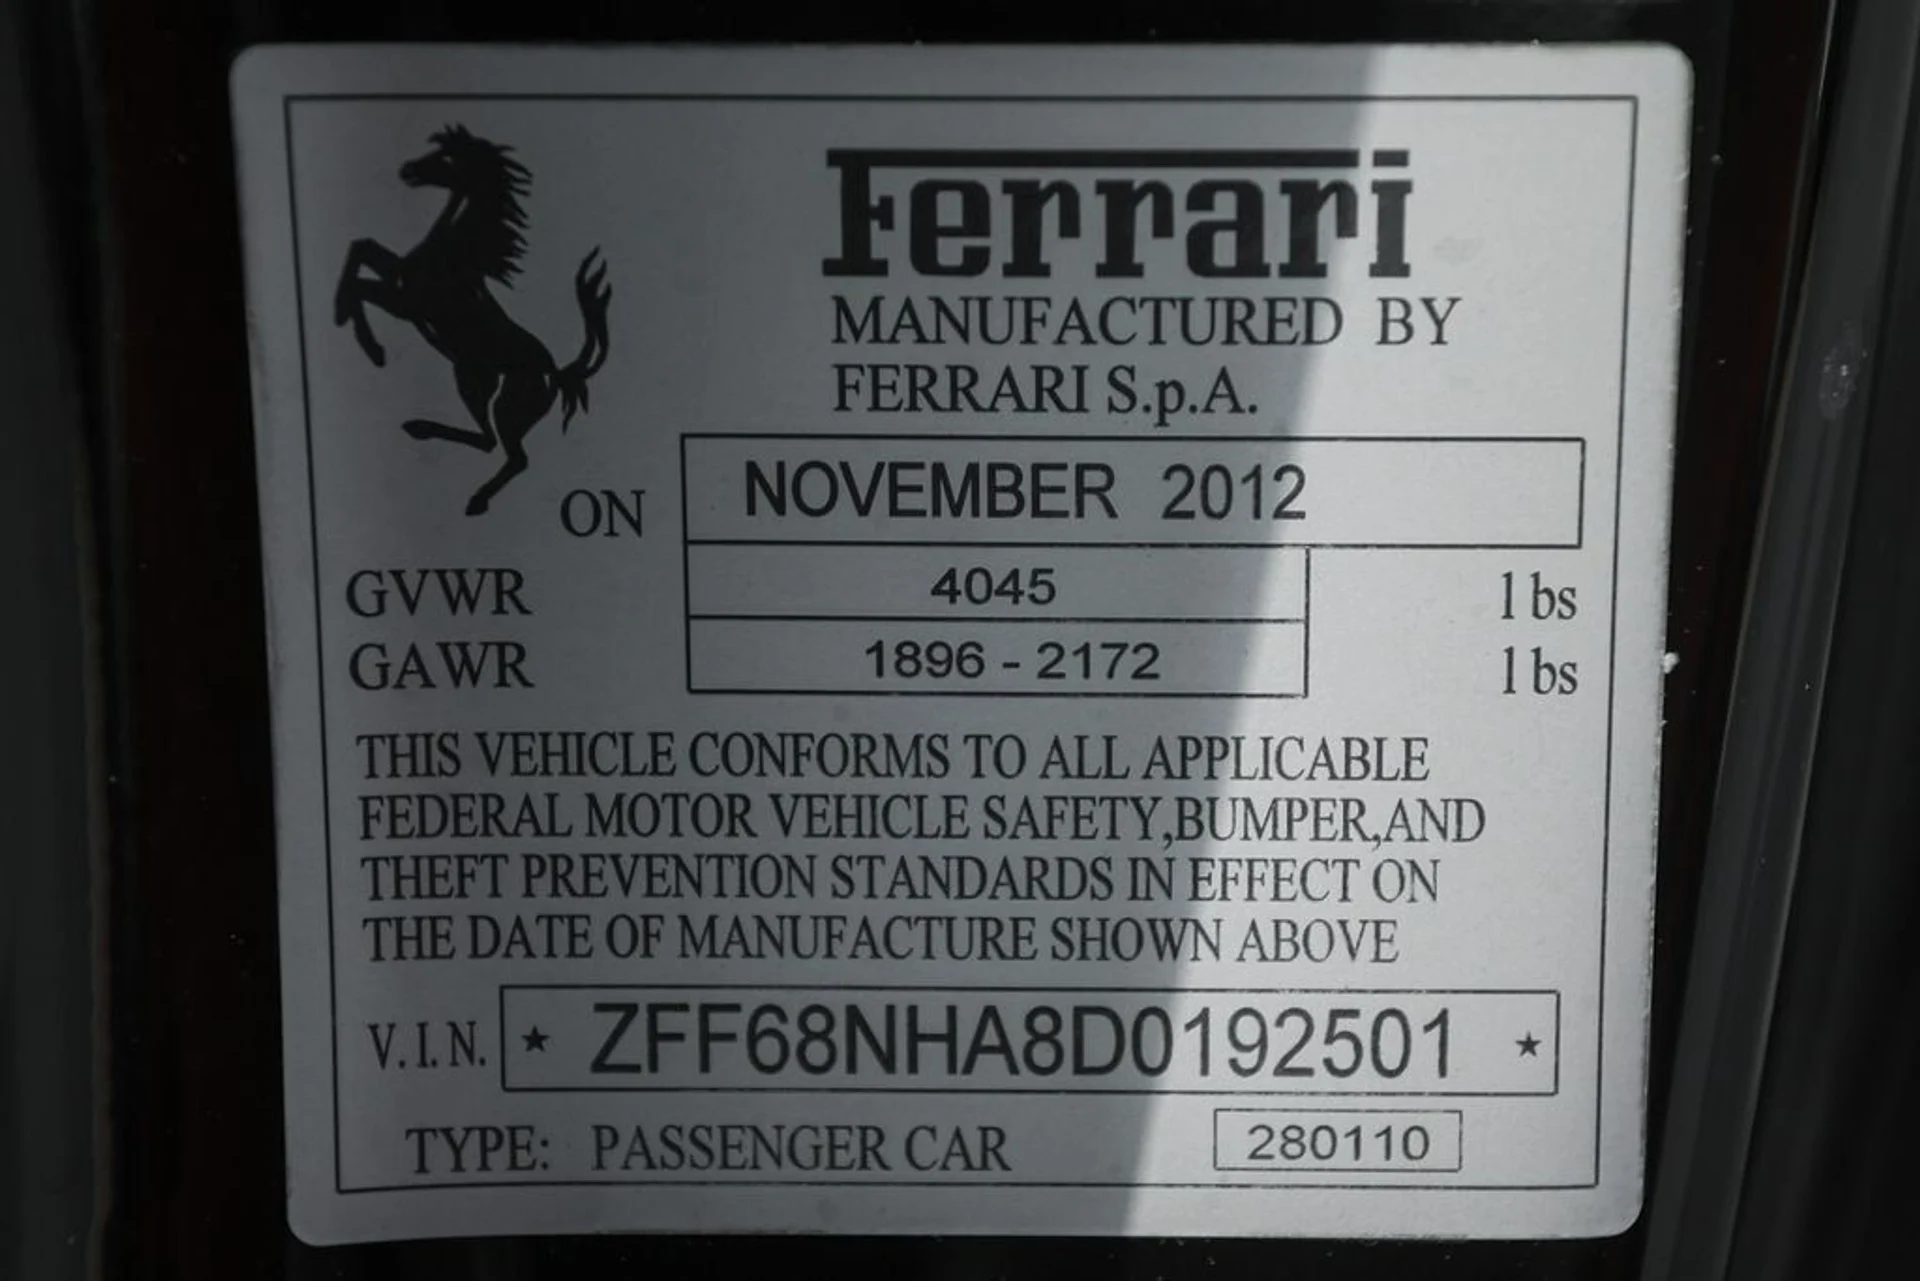 Ferrari
MANUFACTURED BY
FERRARI S.p.A.
ON NOVEMBER 2012
GVWR 4045 lbs
GAWR 1896 - 2172 lbs
THIS VEHICLE CONFORMS TO ALL APPLICABLE
FEDERAL MOTOR VEHICLE SAFETY,BUMPER,AND
THEFT PREVENTION STANDARDS IN EFFECT ON
THE DATE OF MANUFACTURE SHOWN ABOVE
V.I.N. ★ ZFF68NHA8D0192501 ★
TYPE: PASSENGER CAR 280110